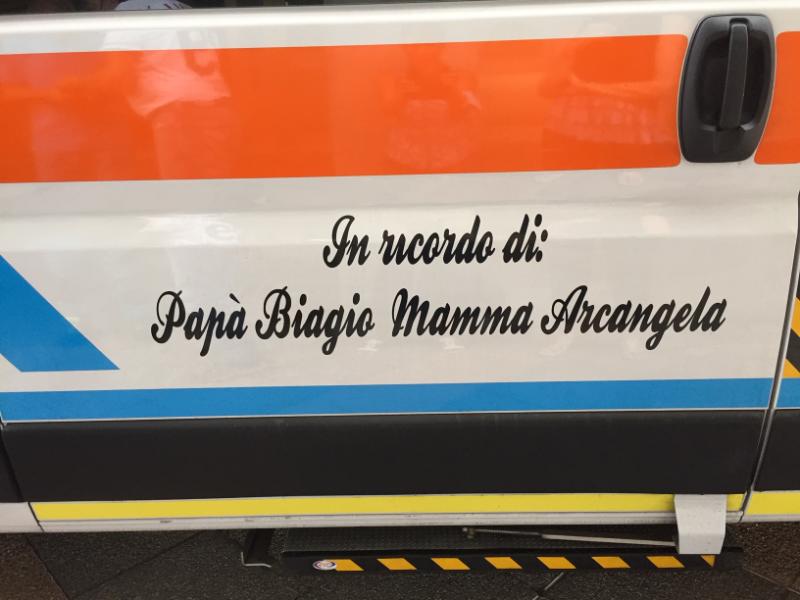 In ricordo di:
Papà Biagio Mamma Arcangela